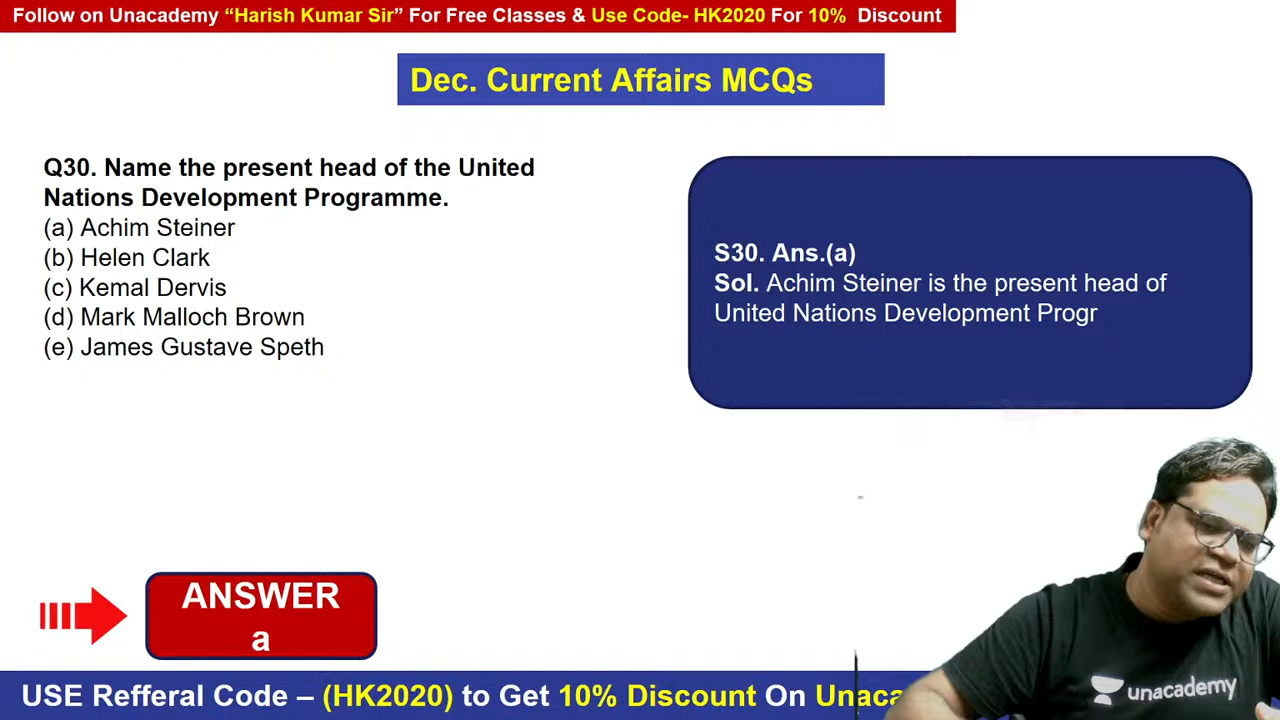 Follow on Unacademy “Harish Kumar Sir” For Free Classes & Use Code- HK2020 For 10% Discount
Dec. Current Affairs MCQs
Q30. Name the present head of the United
Nations Development Programme.
(a) Achim Steiner
(b) Helen Clark
(c) Kemal Dervis
(d) Mark Malloch Brown
(e) James Gustave Speth
S30. Ans.(a)
Sol. Achim Steiner is the present head of
United Nations Development Progr
ANSWER
a
USE Refferal Code – (HK2020) to Get 10% Discount On Unaca
unacademy